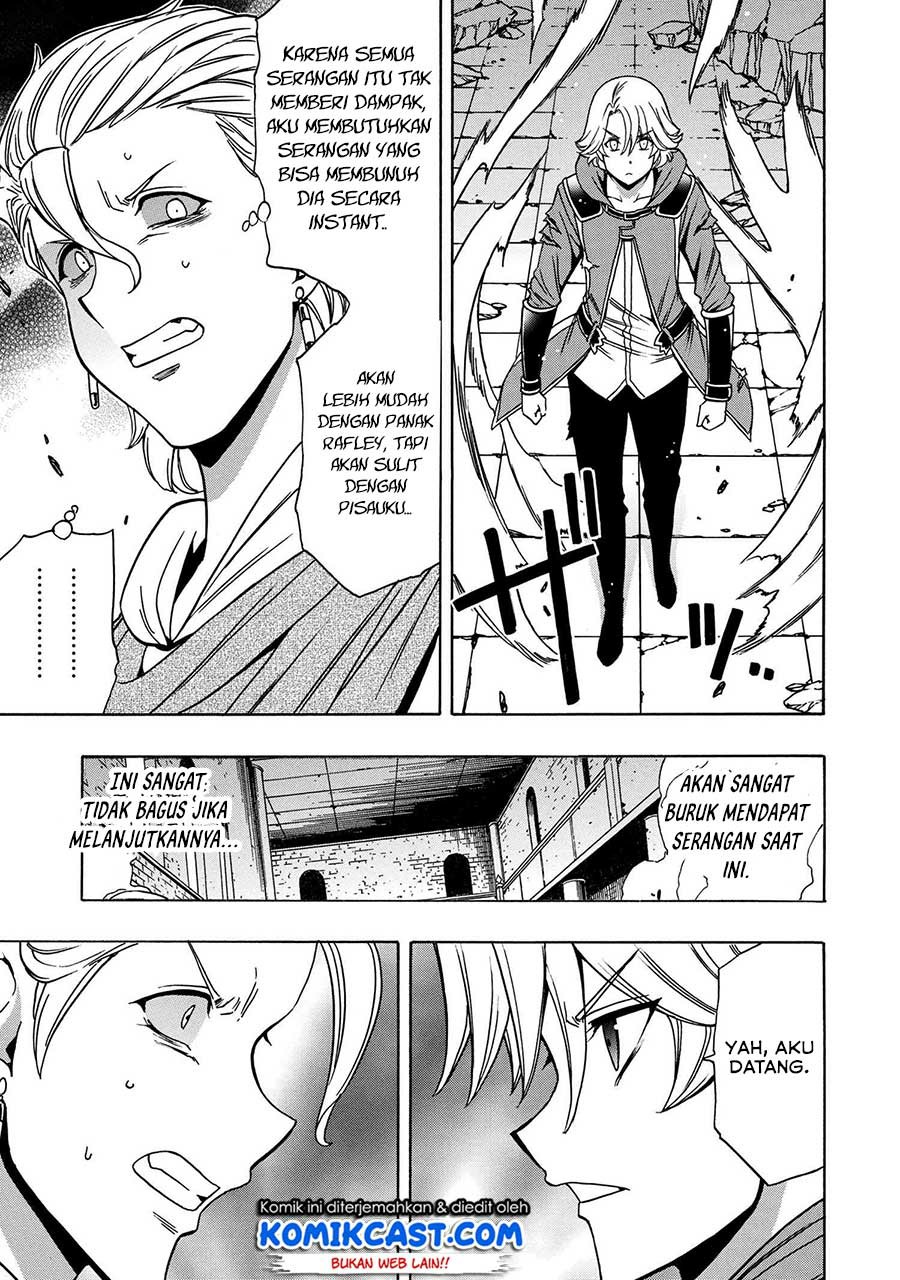 KARENA SEMUA
SERANGAN ITU TAK
MEMBERI DAMPAK,
AKU MEMBUTUHKAN
SERANGAN YANG
BISA MEMBUNUH
DIA SECARA
INSTANT..
AKAN
LEBIH MUDAH
DENGAN PANAK
RAFLEY, TAPI
AKAN SULIT
DENGAN
PISAUKU...
ザザ
............
AKAN SANGAT
BURUK MENDAPAT
SERANGAN SAAT
INI.
INI SANGAT
TIDAK BAGUS JIKA
MELANJUTKANNYA...
YAH, AKU
DATANG.
Komik ini diterjemahkan & diedit oleh
KOMIKCAST.COM
BUKAN WEB LAIN!!